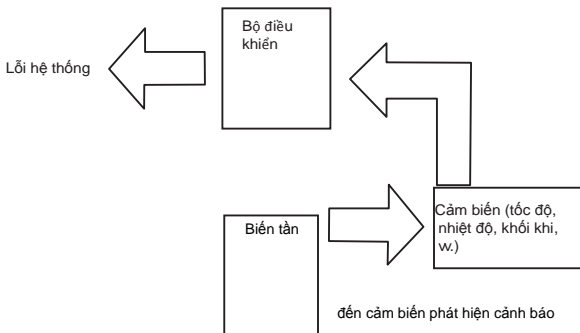 Bộ điều
khiển
Lỗi hệ thống
Cảm biến (tốc độ,
nhiệt độ, khối khi,
w.)
Biến tần
đến cảm biến phát hiện cảnh báo